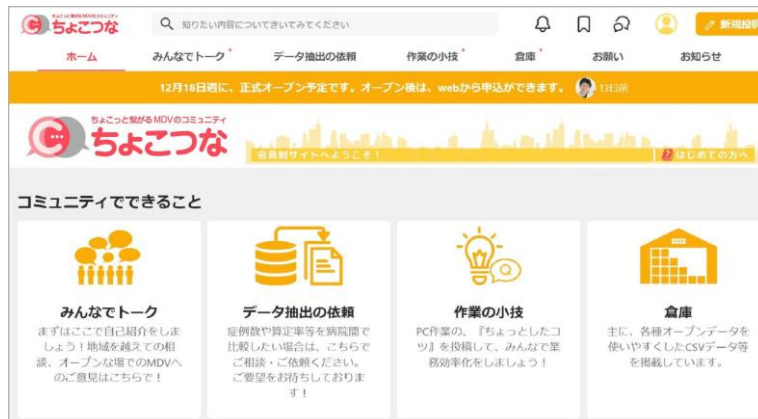 ちょこっと繋がるMDVのコミュニティ
ちょこつな
知りたい内容についてきいてみてください
新規投稿
ホーム
みんなでトーク
データ抽出の依頼
作業の小技
倉庫
お願い
お知らせ
12月18日週に、正式オープン予定です。オープン後は、webから申込ができます。
13日前
ちょこっと繋がるMDVのコミュニティ
ちょこつな
会員制サイトへようこそ！
はじめての方へ
コミュニティでできること
みんなでトーク
まずはここで自己紹介をしま
しょう！地域を越えての相
談、オープンな場でのMDVへ
のご意見はこちらで！
データ抽出の依頼
症例数や算定率等を病院間で
比較したい場合は、こちらで
ご相談・ご依頼ください。
ご要望をお待ちしておりま
す！
作業の小技
PC作業の、『ちょっとしたコ
ツ』を投稿して、みんなで業
務効率化をしましょう！
倉庫
主に、各種オープンデータを
使いやすくしたCSVデータ等
を掲載しています。